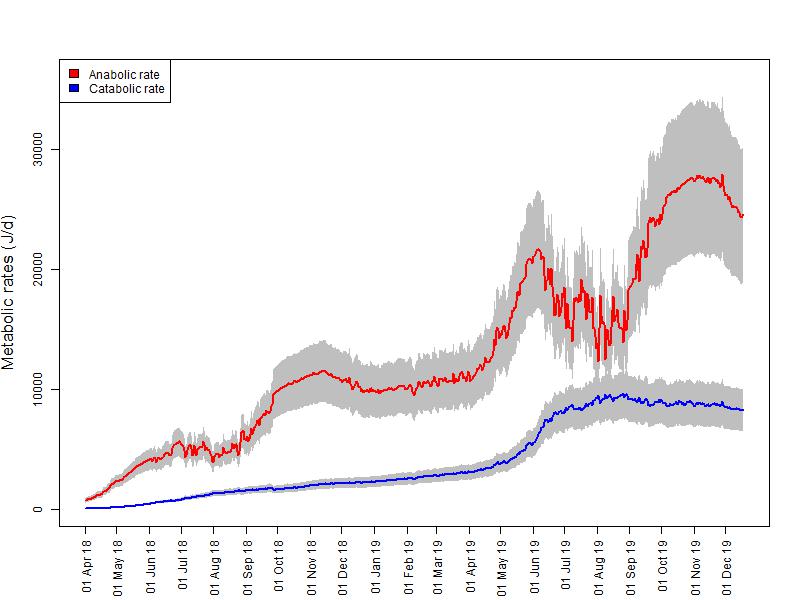 Anabolic rate
Catabolic rate
Metabolic rates (J/d)
30000
20000
10000
0
01 Apr 18
01 May 18
01 Jun 18
01 Jul 18
01 Aug 18
01 Sep 18
01 Oct 18
01 Nov 18
01 Dec 18
01 Jan 19
01 Feb 19
01 Mar 19
01 Apr 19
01 May 19
01 Jun 19
01 Jul 19
01 Aug 19
01 Sep 19
01 Oct 19
01 Nov 19
01 Dec 19